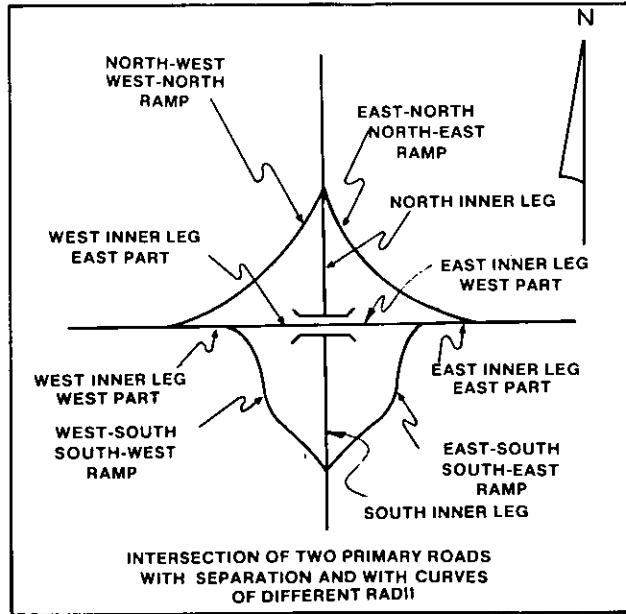 N
NORTH-WEST
WEST-NORTH
RAMP
EAST-NORTH
NORTH-EAST
RAMP
NORTH INNER LEG
WEST INNER LEG
EAST PART
EAST INNER LEG
WEST PART
WEST INNER LEG
WEST PART
EAST INNER LEG
EAST PART
WEST-SOUTH
SOUTH-WEST
RAMP
EAST-SOUTH
SOUTH-EAST
RAMP
SOUTH INNER LEG
INTERSECTION OF TWO PRIMARY ROADS
WITH SEPARATION AND WITH CURVES
OF DIFFERENT RADII